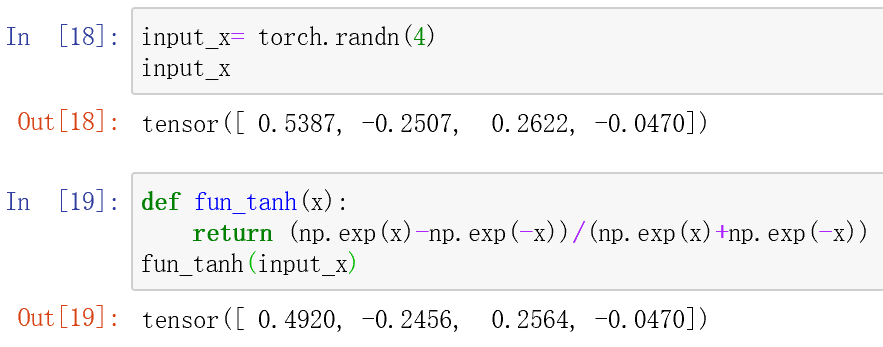 In [18]: input_x= torch.randn(4)
input_x
Out[18]: tensor([ 0.5387, -0.2507,  0.2622, -0.0470])
In [19]: def fun_tanh(x):
    return (np.exp(x)-np.exp(-x))/(np.exp(x)+np.exp(-x))
fun_tanh(input_x)
Out[19]: tensor([ 0.4920, -0.2456,  0.2564, -0.0470])